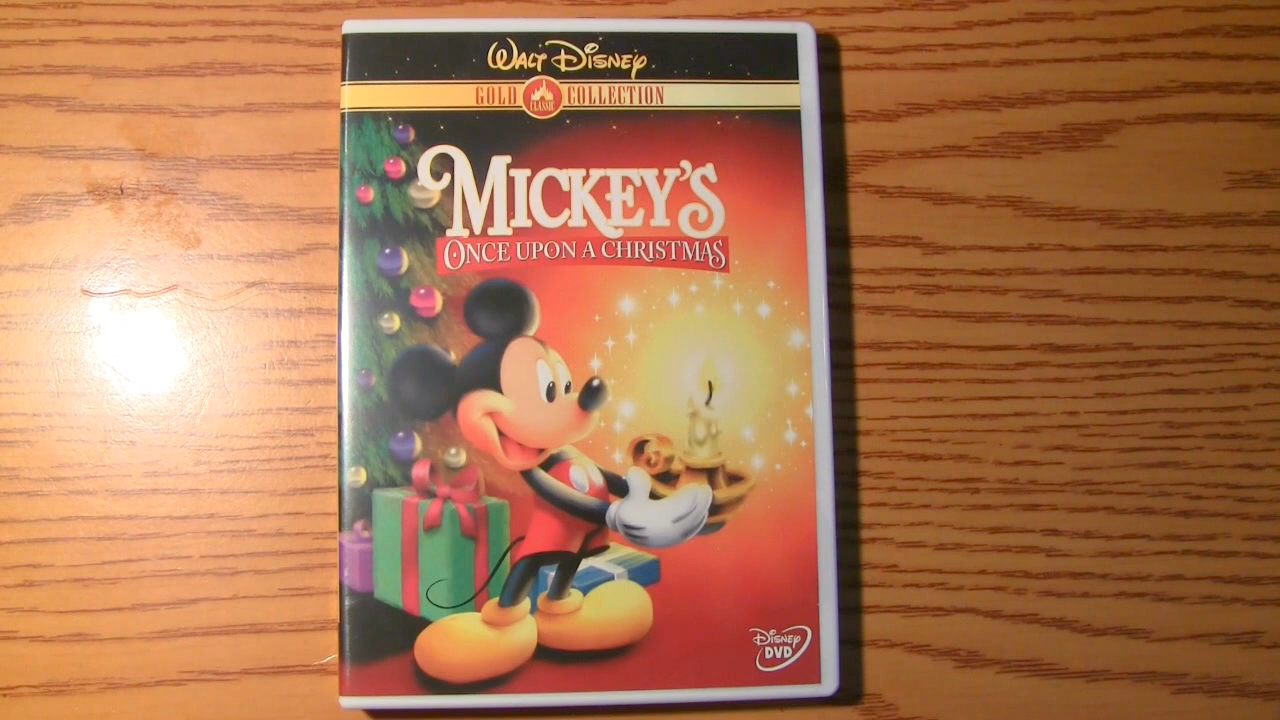 WALT DISNEY
GOLD CLASSIC COLLECTION
MICKEY'S
ONCE UPON A CHRISTMAS
DISNEY
DVD